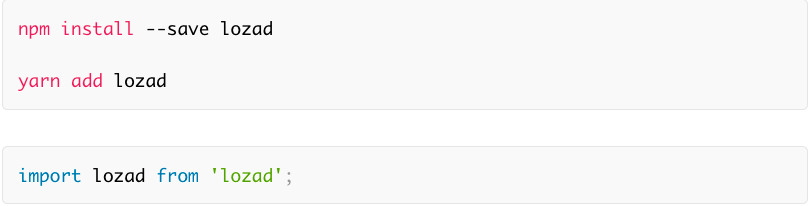 npm install --save lozad
yarn add lozad
import lozad from 'lozad';